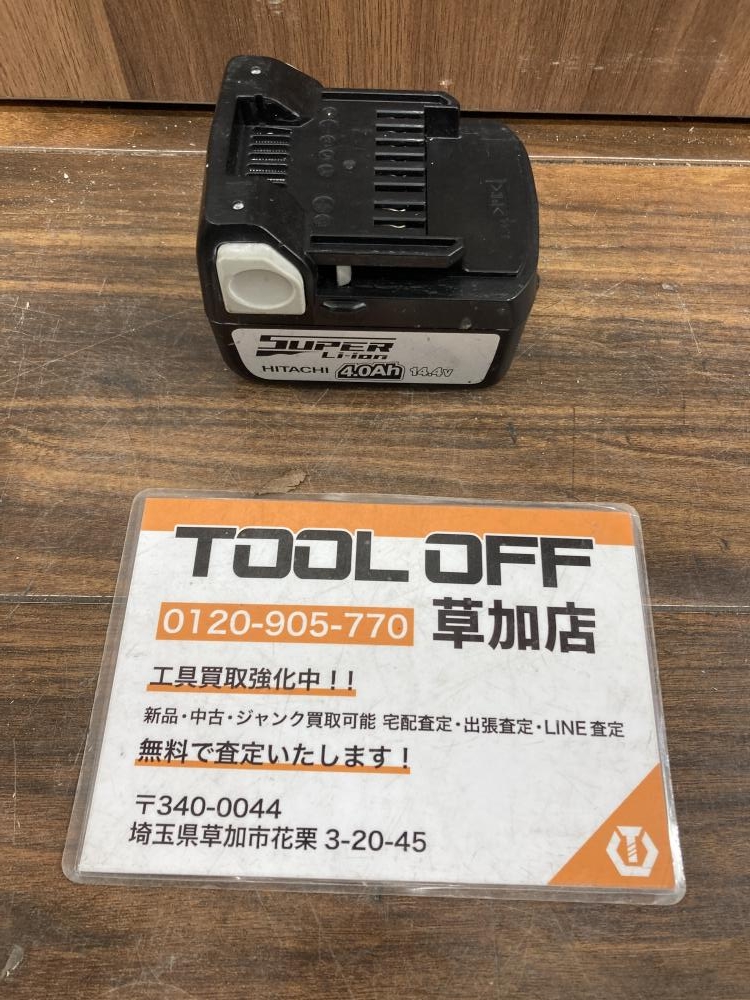 SUPER
Li-ion
HITACHI 4.0Ah 14.4V
TOOL OFF
0120-905-770 草加店
工具買取強化中!!
新品・中古・ジャンク買取可能 宅配査定・出張査定・LINE査定
無料で査定いたします!
〒340-0044
埼玉県草加市花栗 3-20-45